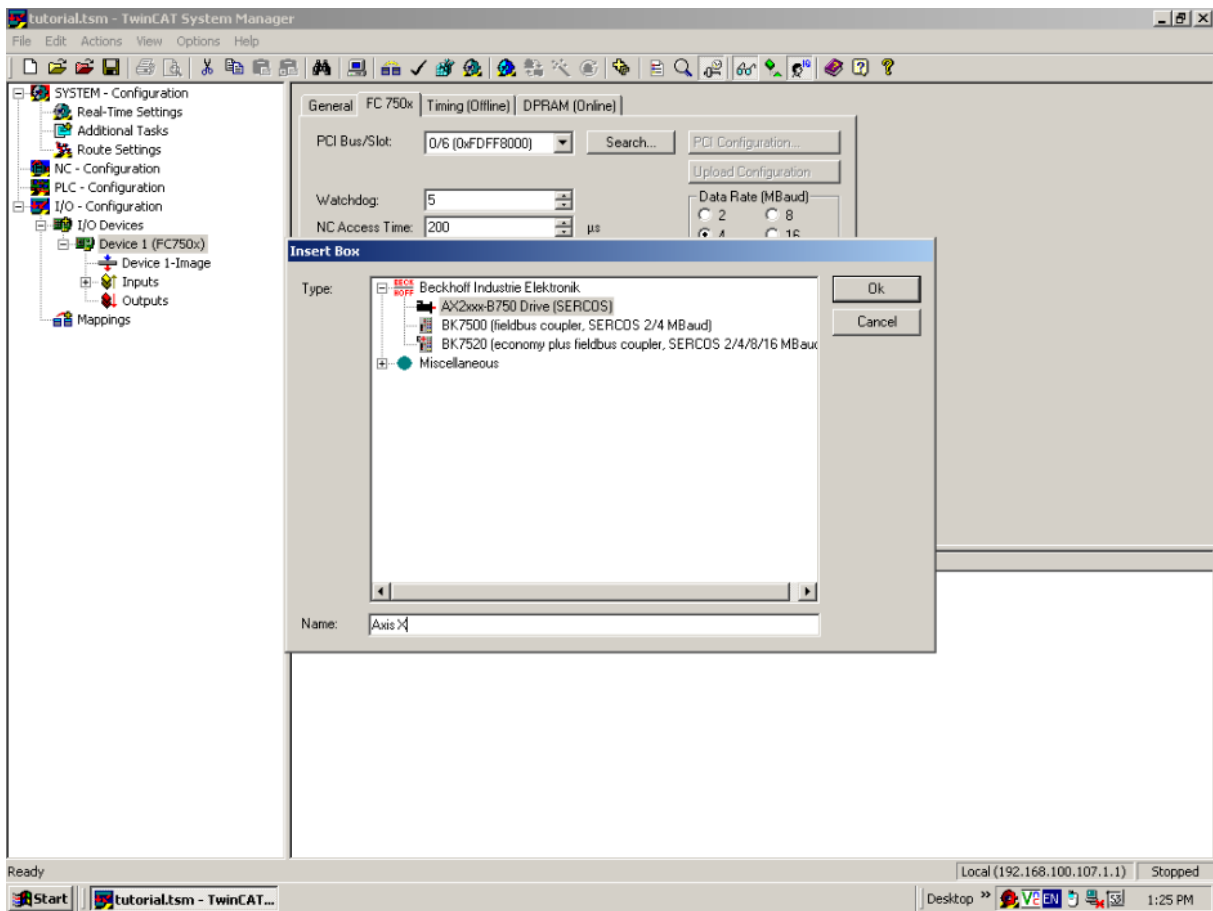 tutorial.tsm - TwinCAT System Manager
File Edit Actions View Options Help
SYSTEM - Configuration
Real-Time Settings
Additional Tasks
Route Settings
NC - Configuration
PLC - Configuration
I/O - Configuration
I/O Devices
Device 1 (FC750x)
Device 1-Image
Inputs
Outputs
Mappings
General FC 750x Timing (Offline) DPRAM (Online)
PCI Bus/Slot: 0/6 (0xFDFF8000) Search... PCI Configuration...
Upload Configuration
Watchdog: 5 Data Rate (MBaud)
2 8
NC Access Time: 200 µs 4 16
Insert Box
Type: BECK HOFF Beckhoff Industrie Elektronik Ok
AX2xxx-B750 Drive (SERCOS)
BK7500 (fieldbus coupler, SERCOS 2/4 MBaud) Cancel
BK7520 (economy plus fieldbus coupler, SERCOS 2/4/8/16 MBauc
Miscellaneous
Name: Axis X
Ready Local (192.168.100.107.1.1) Stopped
Start tutorial.tsm - TwinCAT... Desktop » EN 1:25 PM